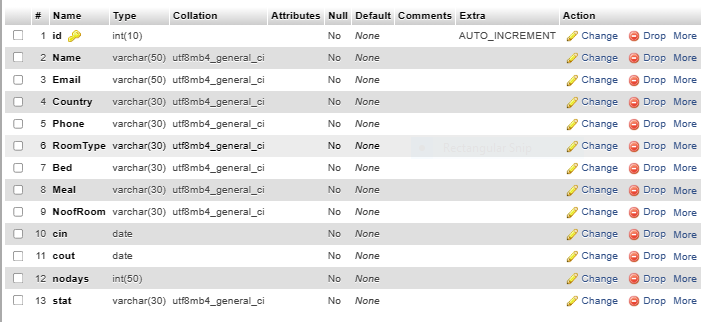 # Name Type Collation Attributes Null Default Comments Extra Action
1 id int(10) No None AUTO_INCREMENT Change Drop More
2 Name varchar(50) utf8mb4_general_ci No None Change Drop More
3 Email varchar(50) utf8mb4_general_ci No None Change Drop More
4 Country varchar(30) utf8mb4_general_ci No None Change Drop More
5 Phone varchar(30) utf8mb4_general_ci No None Change Drop More
6 RoomType varchar(30) utf8mb4_general_ci No None Rectangular Snip Change Drop More
7 Bed varchar(30) utf8mb4_general_ci No None Change Drop More
8 Meal varchar(30) utf8mb4_general_ci No None Change Drop More
9 NoofRoom varchar(30) utf8mb4_general_ci No None Change Drop More
10 cin date No None Change Drop More
11 cout date No None Change Drop More
12 nodays int(50) No None Change Drop More
13 stat varchar(30) utf8mb4_general_ci No None Change Drop More